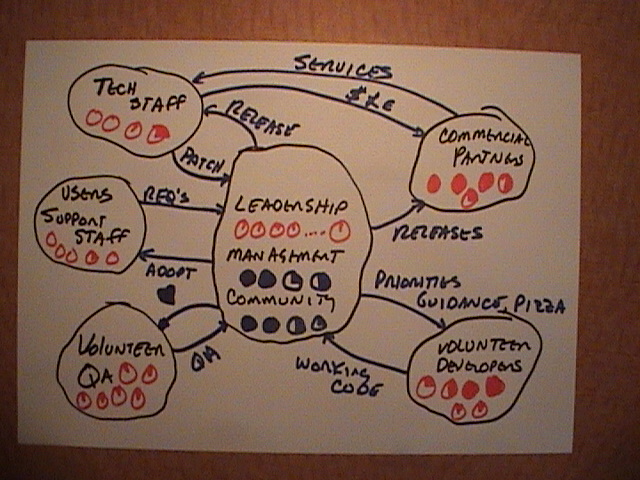 SERVICES
$£€
TECH
STAFF
RELEASE
PATCH
COMMERCIAL
PARTNERS
USERS
SUPPORT
STAFF
REQ'S
ADOPT
LEADERSHIP
....
MANAGEMENT
COMMUNITY
RELEASES
PRIORITIES
GUIDANCE, PIZZA
VOLUNTEER
QA
QA
WORKING
CODE
VOLUNTEER
DEVELOPERS